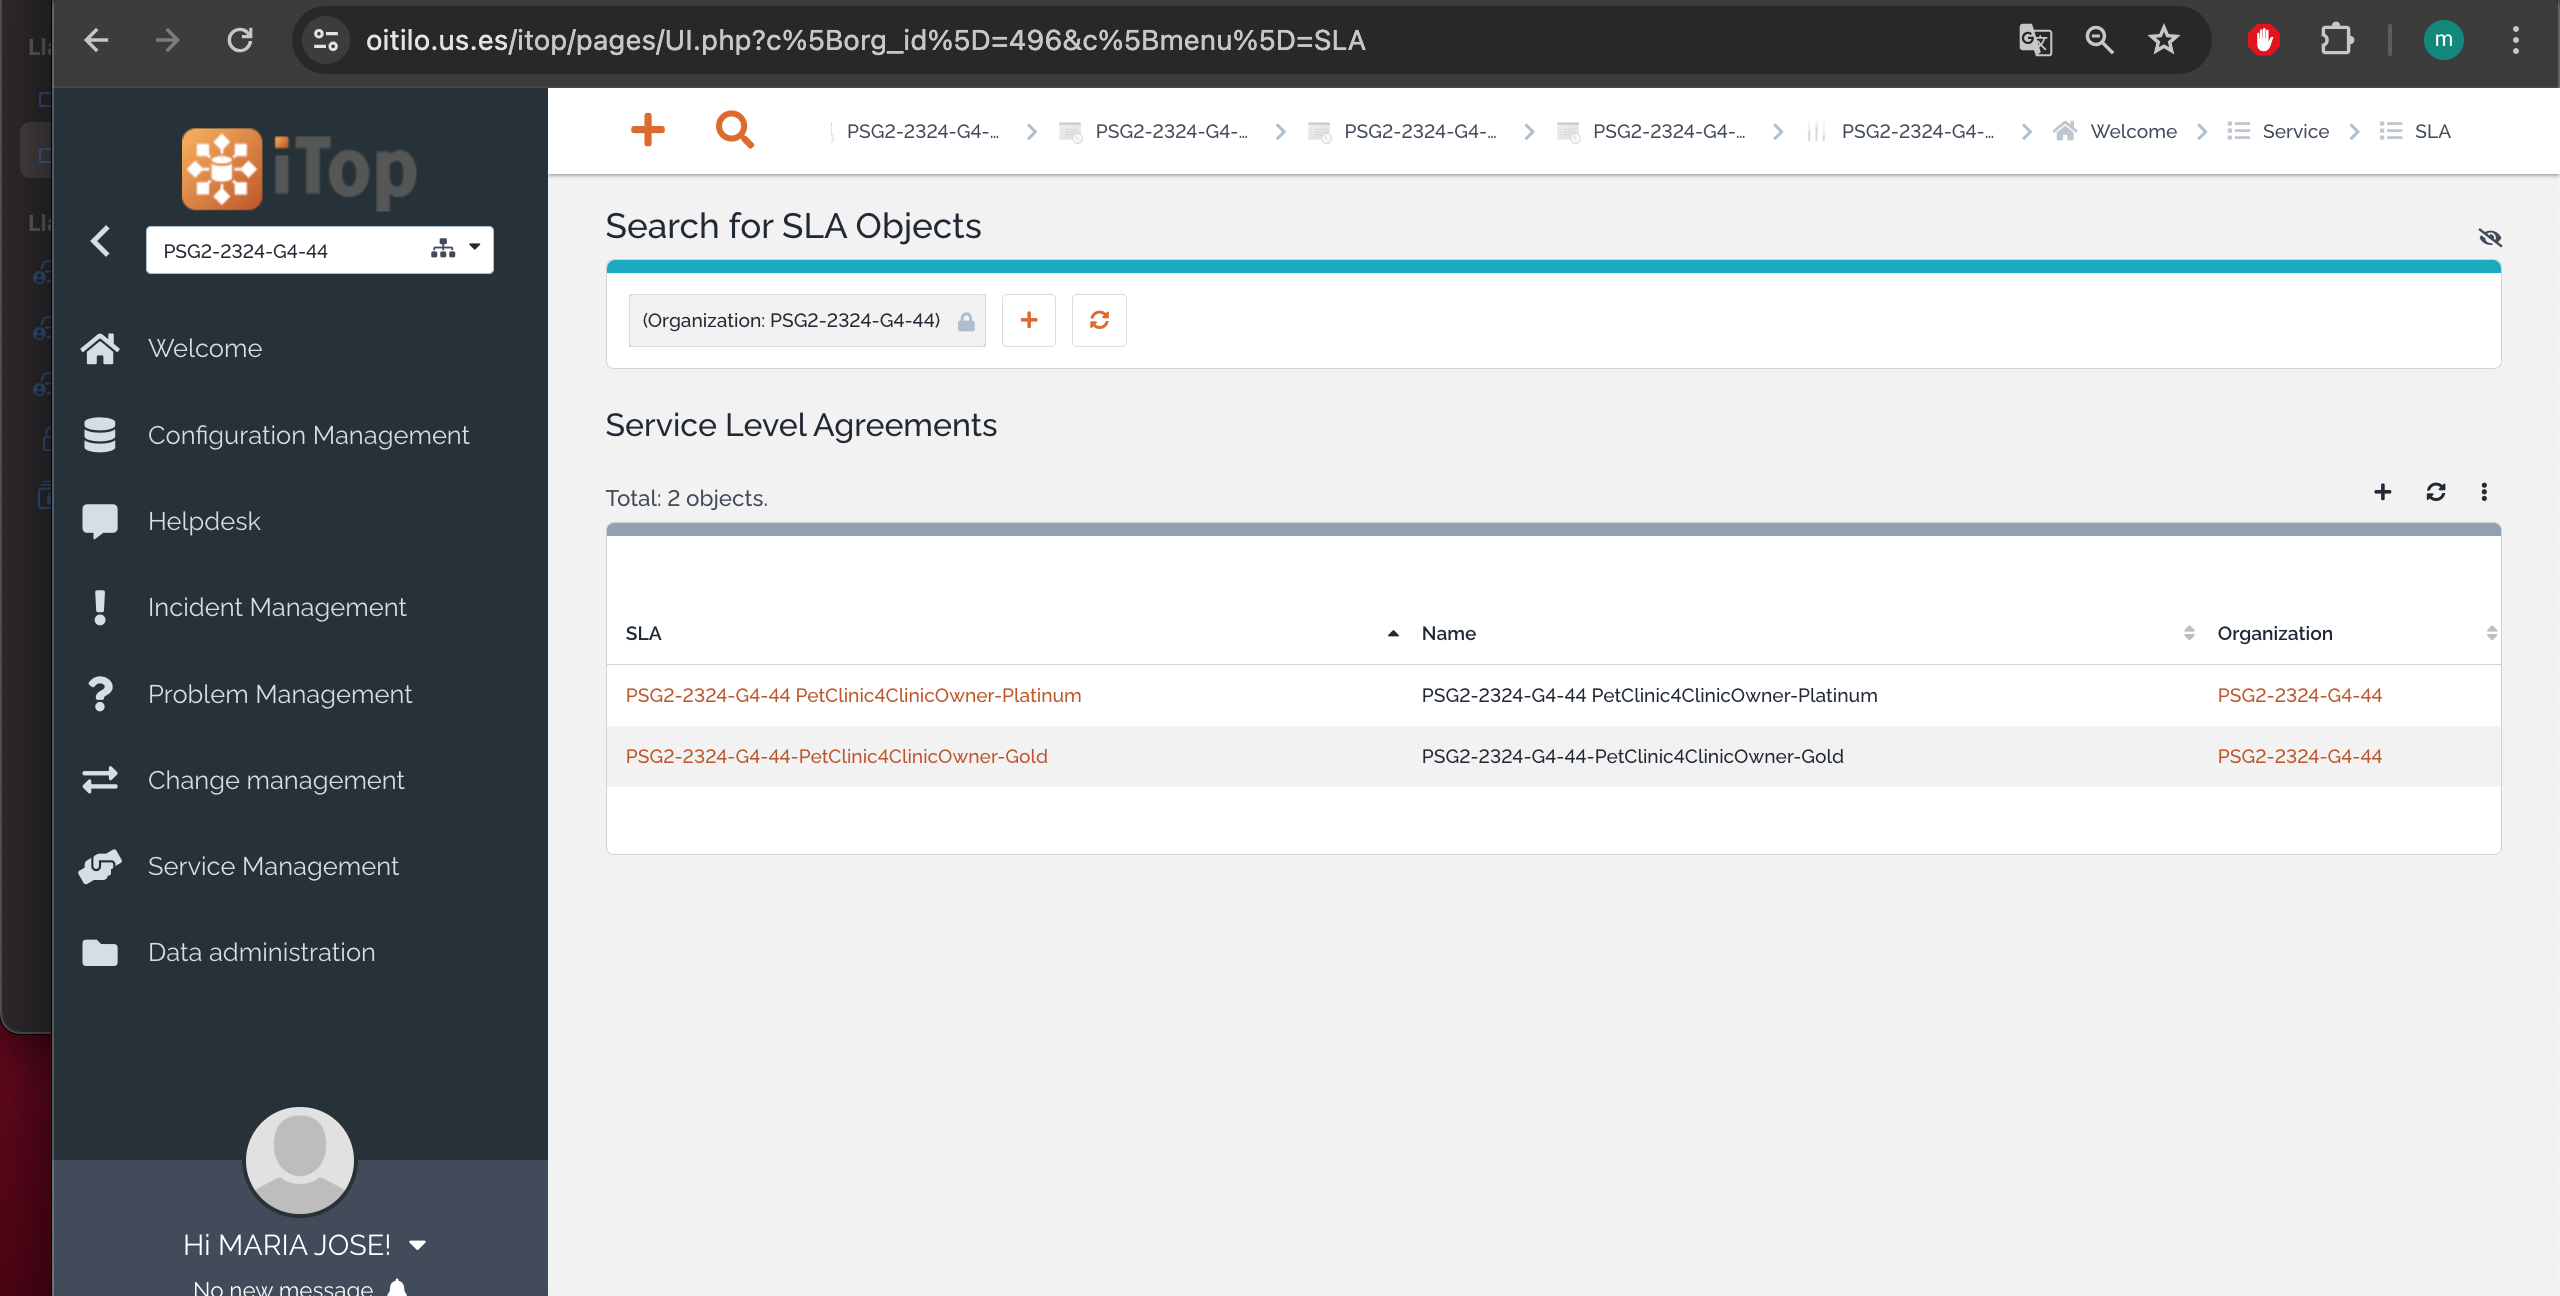 oitilo.us.es/itop/pages/UI.php?c%5Borg_id%5D=496&c%5Bmenu%5D=SLA
m
iTop
PSG2-2324-G4-44
Welcome
Configuration Management
Helpdesk
Incident Management
Problem Management
Change management
Service Management
Data administration
Hi MARIA JOSE!
No new message
PSG2-2324-G4-... PSG2-2324-G4-... PSG2-2324-G4-... PSG2-2324-G4-... PSG2-2324-G4-... Welcome Service SLA
Search for SLA Objects
(Organization: PSG2-2324-G4-44)
Service Level Agreements
Total: 2 objects.
SLA Name Organization
PSG2-2324-G4-44 PetClinic4ClinicOwner-Platinum PSG2-2324-G4-44 PetClinic4ClinicOwner-Platinum PSG2-2324-G4-44
PSG2-2324-G4-44-PetClinic4ClinicOwner-Gold PSG2-2324-G4-44-PetClinic4ClinicOwner-Gold PSG2-2324-G4-44